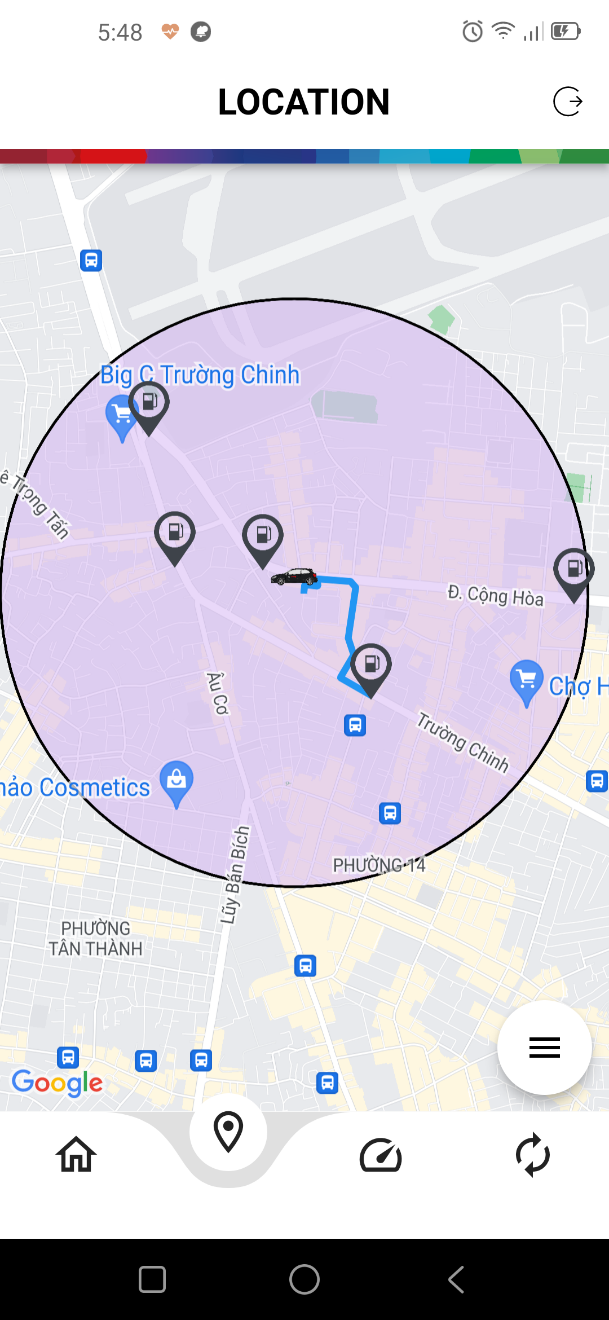 5:48
LOCATION
Big C Trường Chinh
ê Trọng Tấn
Đ. Cộng Hòa
Âu Cơ
Chợ H
Trường Chinh
hảo Cosmetics
Lũy Bán Bích
PHƯỜNG 14
PHƯỜNG
TÂN THÀNH
Google